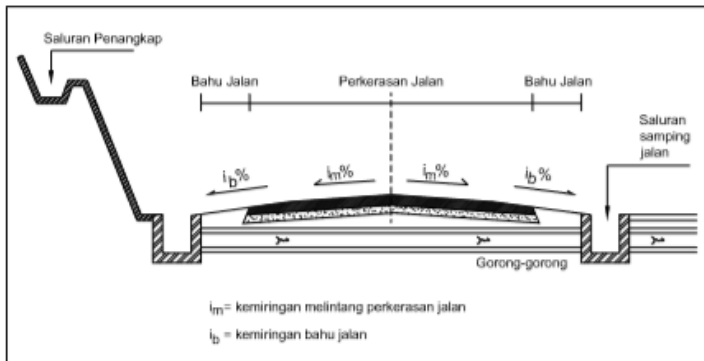 Saluran Penangkap
Bahu Jalan
Perkerasan Jalan
Bahu Jalan
Saluran
samping
jalan
ib%
im%
im%
ib%
Gorong-gorong
im= kemiringan melintang perkerasan jalan
ib = kemiringan bahu jalan